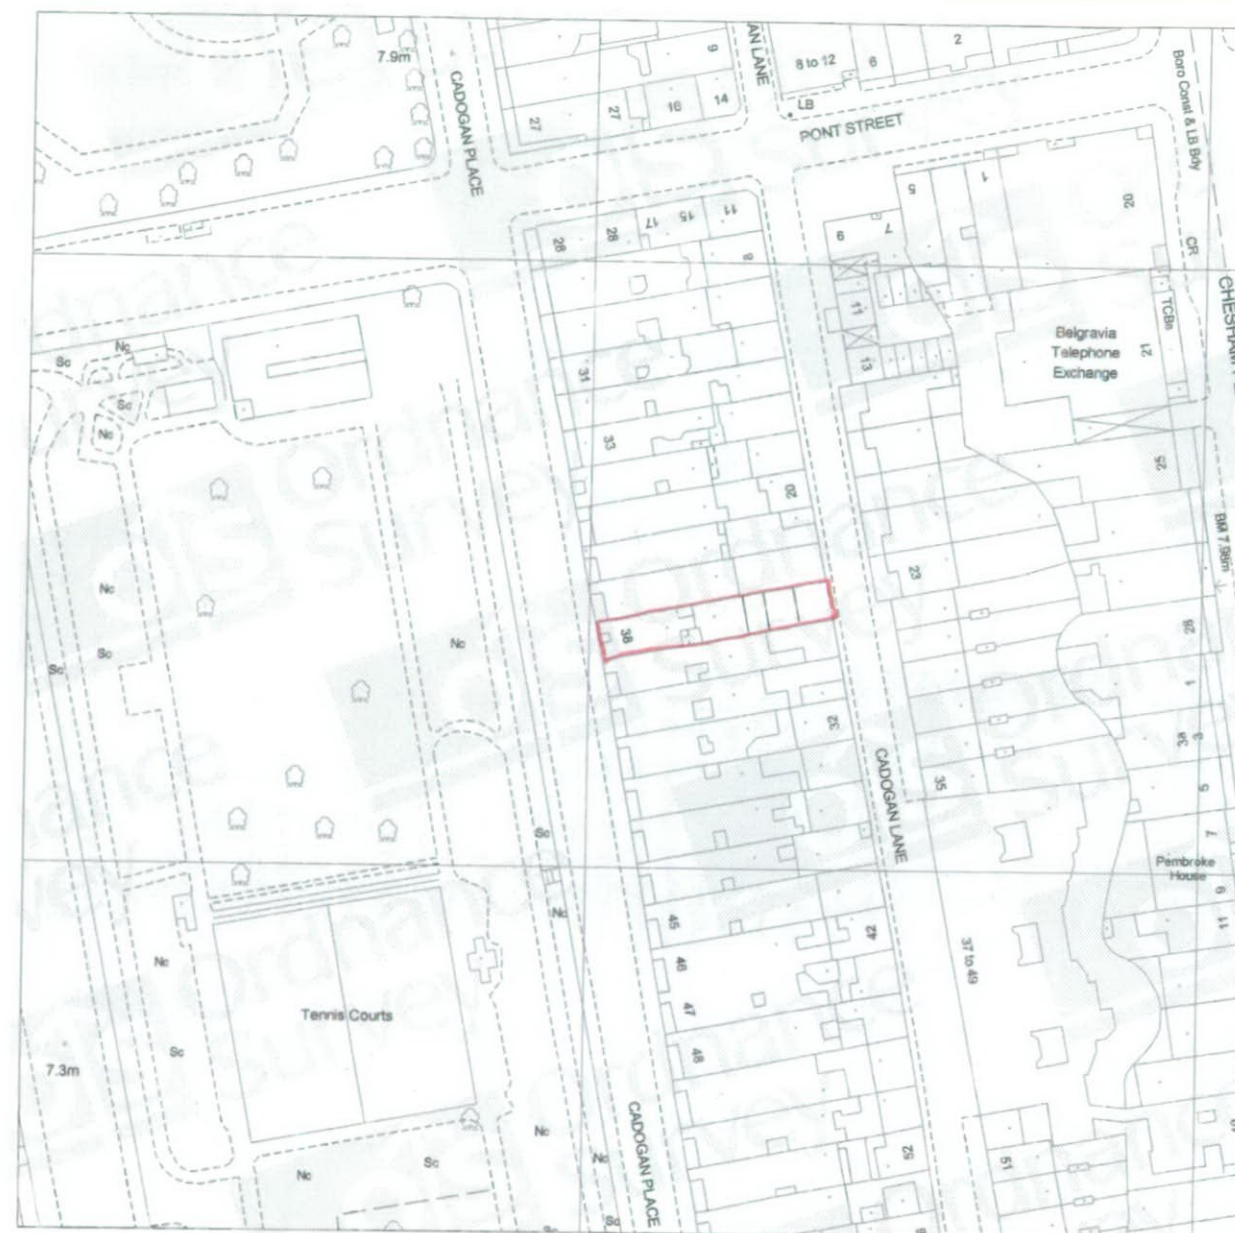 7.9m
CADOGAN PLACE
9
27
27
16
14
AN LANE
8 to 12
6
2
LB
PONT STREET
Boro Const & LB Bdy
28
28
17
15
11
8
5
1
7
9
20
CR
CHESHAM
TCBs
21
Belgravia
Telephone
Exchange
11
13
31
33
20
25
Sc
Nc
Sc
Nc
BM 7.98m
23
Nc
38
Nc
Sc
Sc
28
1
3
3a
5
7
32
CADOGAN LANE
35
Sc
Pembroke
House
9
11
Nc
45
42
46
37 to 49
47
48
Nc
Tennis Courts
Sc
7.3m
CADOGAN PLACE
Nc
Nc
Sc
Nc
52
51
Sc
Ordnance
Survey